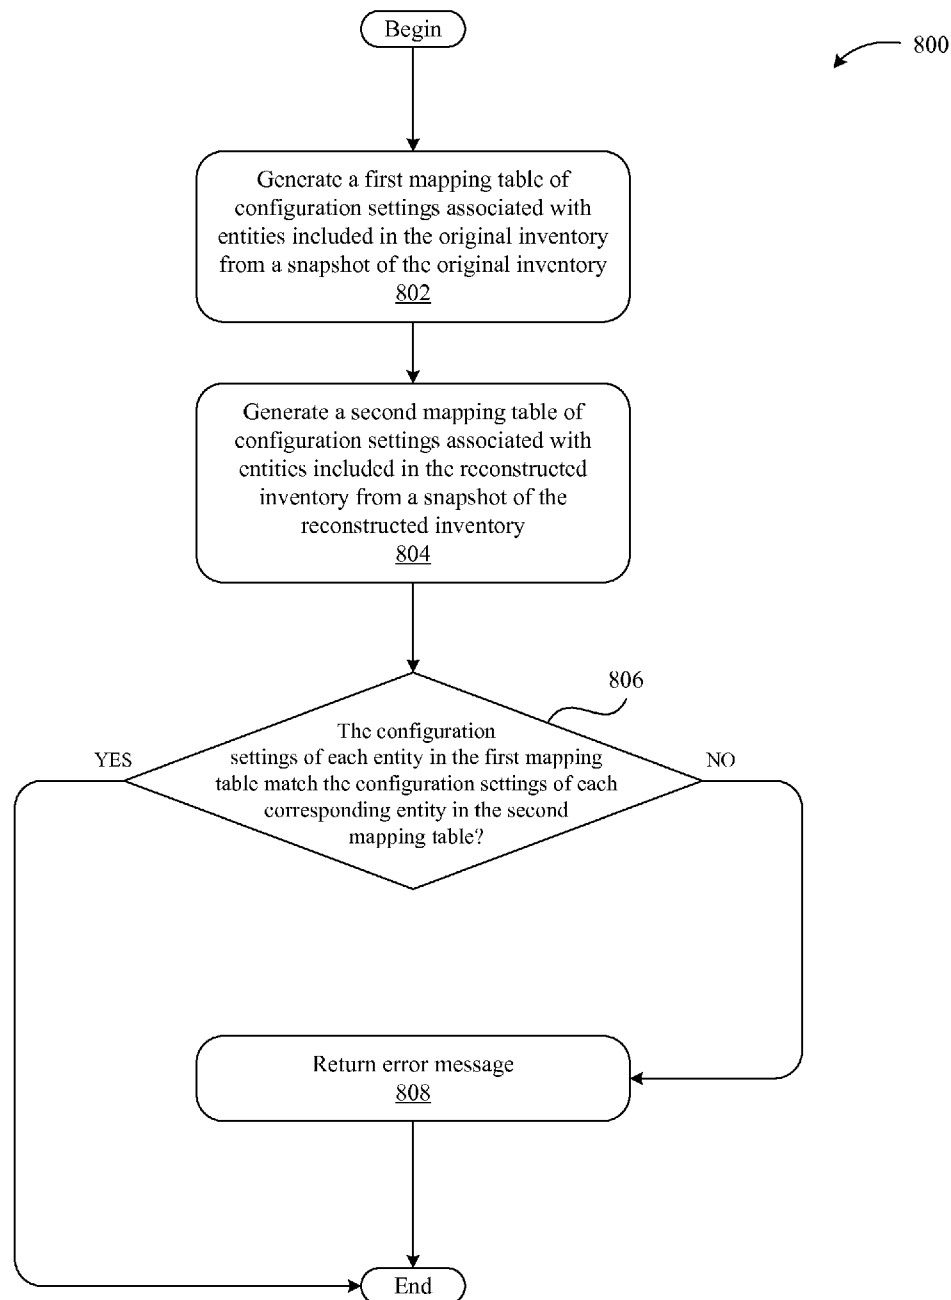 Begin
800
Generate a first mapping table of
configuration settings associated with
entities included in the original inventory
from a snapshot of the original inventory
802
Generate a second mapping table of
configuration settings associated with
entities included in the reconstructed
inventory from a snapshot of the
reconstructed inventory
804
806
The configuration
settings of each entity in the first mapping
table match the configuration settings of each
corresponding entity in the second
mapping table?
YES
NO
Return error message
808
End